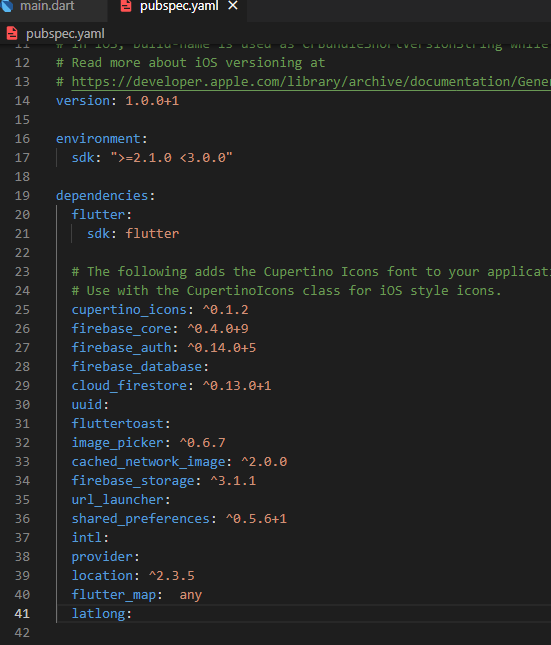 main.dart
pubspec.yaml ×
pubspec.yaml
11 # In iOS, build-name is used as CFBundleShortVersionString while
12 # Read more about iOS versioning at
13 # https://developer.apple.com/library/archive/documentation/Gene
14 version: 1.0.0+1
15
16 environment:
17 sdk: ">=2.1.0 <3.0.0"
18
19 dependencies:
20 flutter:
21 sdk: flutter
22
23 # The following adds the Cupertino Icons font to your applicati
24 # Use with the CupertinoIcons class for iOS style icons.
25 cupertino_icons: ^0.1.2
26 firebase_core: ^0.4.0+9
27 firebase_auth: ^0.14.0+5
28 firebase_database:
29 cloud_firestore: ^0.13.0+1
30 uuid:
31 fluttertoast:
32 image_picker: ^0.6.7
33 cached_network_image: ^2.0.0
34 firebase_storage: ^3.1.1
35 url_launcher:
36 shared_preferences: ^0.5.6+1
37 intl:
38 provider:
39 location: ^2.3.5
40 flutter_map:  any
41 latlong:
42